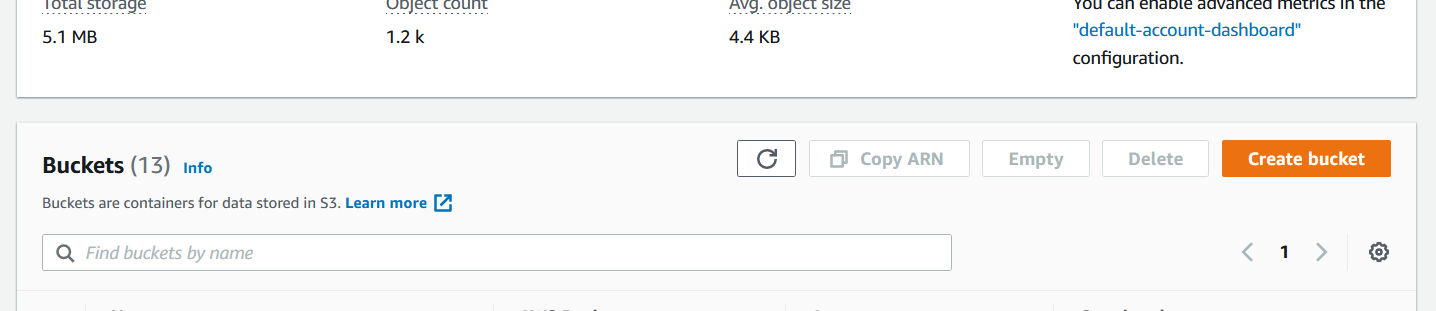 Total storage
Object count
Avg. object size
You can enable advanced metrics in the
5.1 MB
1.2 k
4.4 KB
"default-account-dashboard"
configuration.
Buckets (13) Info
Copy ARN
Empty
Delete
Create bucket
Buckets are containers for data stored in S3. Learn more
Find buckets by name
1